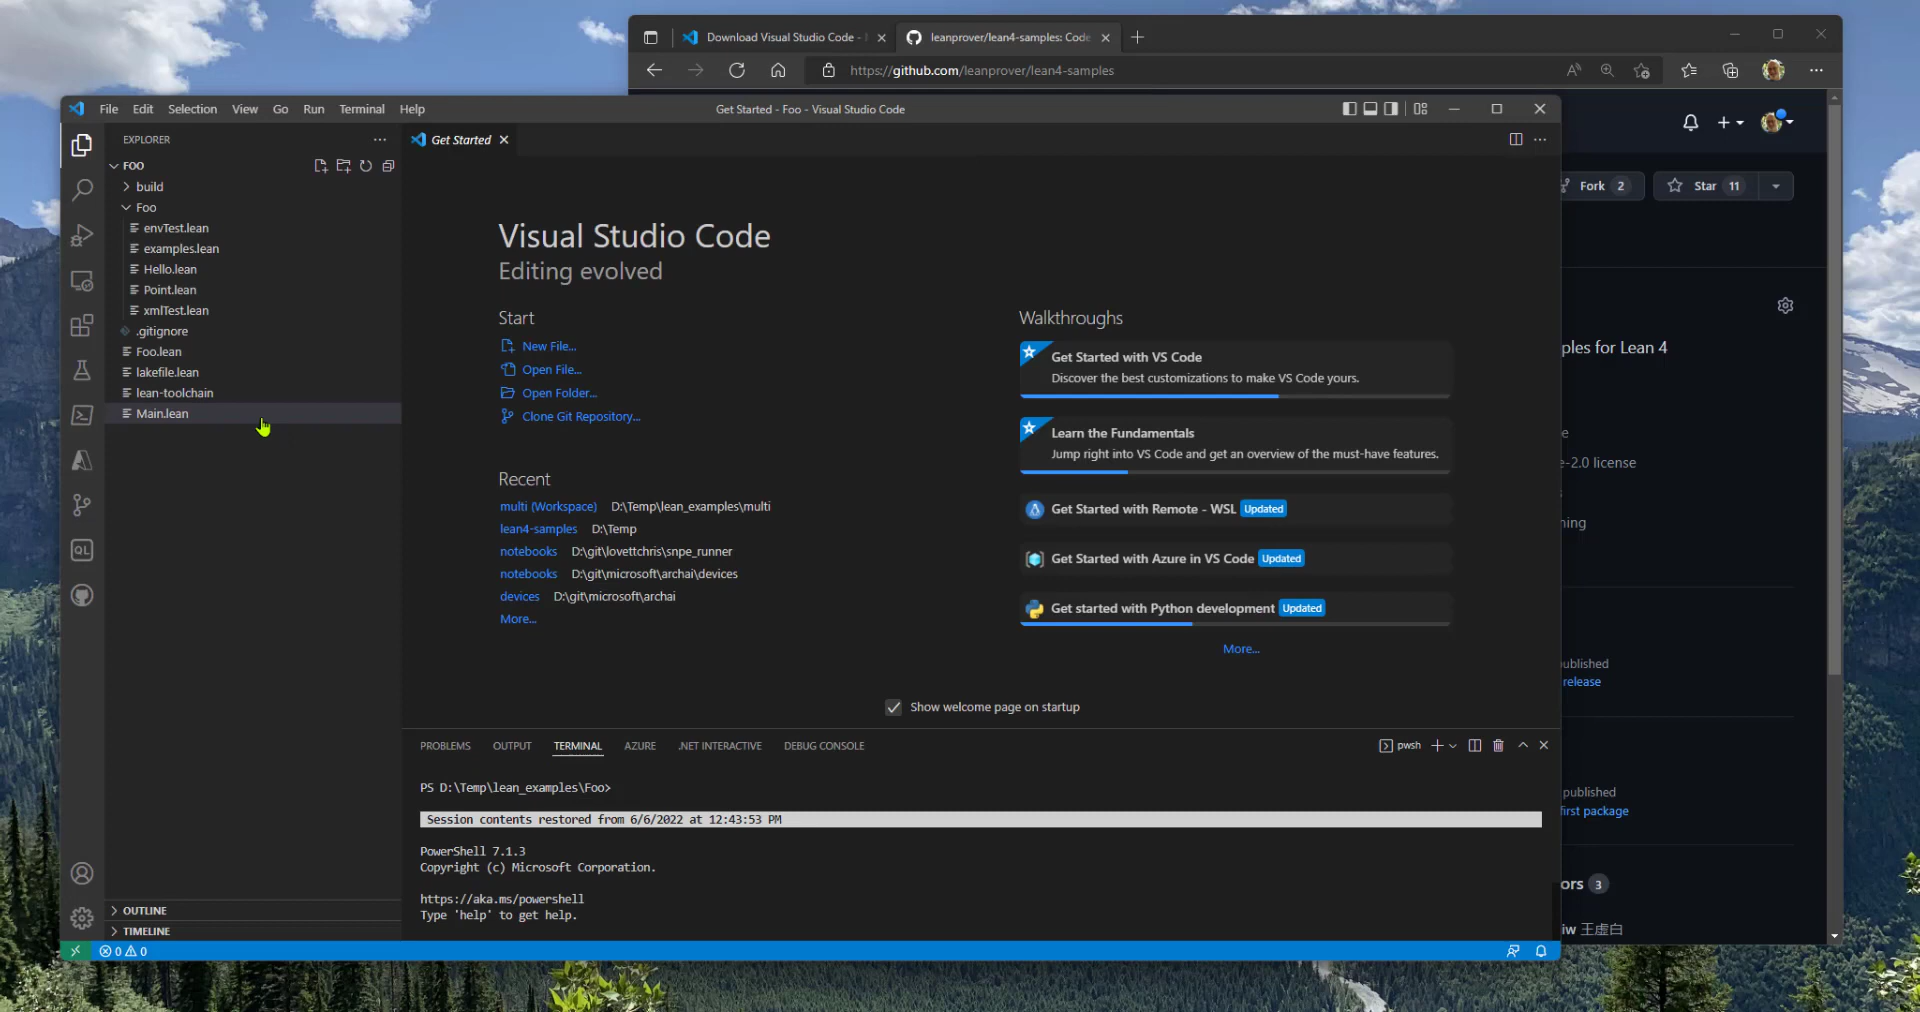 Download Visual Studio Code -
leanprover/lean4-samples: Code
https://github.com/leanprover/lean4-samples
File Edit Selection View Go Run Terminal Help
Get Started - Foo - Visual Studio Code
EXPLORER
FOO
build
Foo
envTest.lean
examples.lean
Hello.lean
Point.lean
xmlTest.lean
.gitignore
Foo.lean
lakefile.lean
lean-toolchain
Main.lean
OUTLINE
TIMELINE
QL
Get Started
Visual Studio Code
Editing evolved
Start
New File...
Open File...
Open Folder...
Clone Git Repository...
Recent
multi (Workspace) D:\Temp\lean_examples\multi
lean4-samples D:\Temp
notebooks D:\git\lovettchris\snpe_runner
notebooks D:\git\microsoft\archai\devices
devices D:\git\microsoft\archai
More...
Walkthroughs
Get Started with VS Code
Discover the best customizations to make VS Code yours.
Learn the Fundamentals
Jump right into VS Code and get an overview of the must-have features.
Get Started with Remote - WSL Updated
Get Started with Azure in VS Code Updated
Get started with Python development Updated
More...
Show welcome page on startup
PROBLEMS OUTPUT TERMINAL AZURE .NET INTERACTIVE DEBUG CONSOLE
pwsh
PS D:\Temp\lean_examples\Foo>
Session contents restored from 6/6/2022 at 12:43:53 PM
PowerShell 7.1.3
Copyright (c) Microsoft Corporation.
https://aka.ms/powershell
Type 'help' to get help.
0 0
Fork 2
Star 11
ples for Lean 4
e
e-2.0 license
s
ning
ublished
release
published
first package
ors 3
iw 王虛白